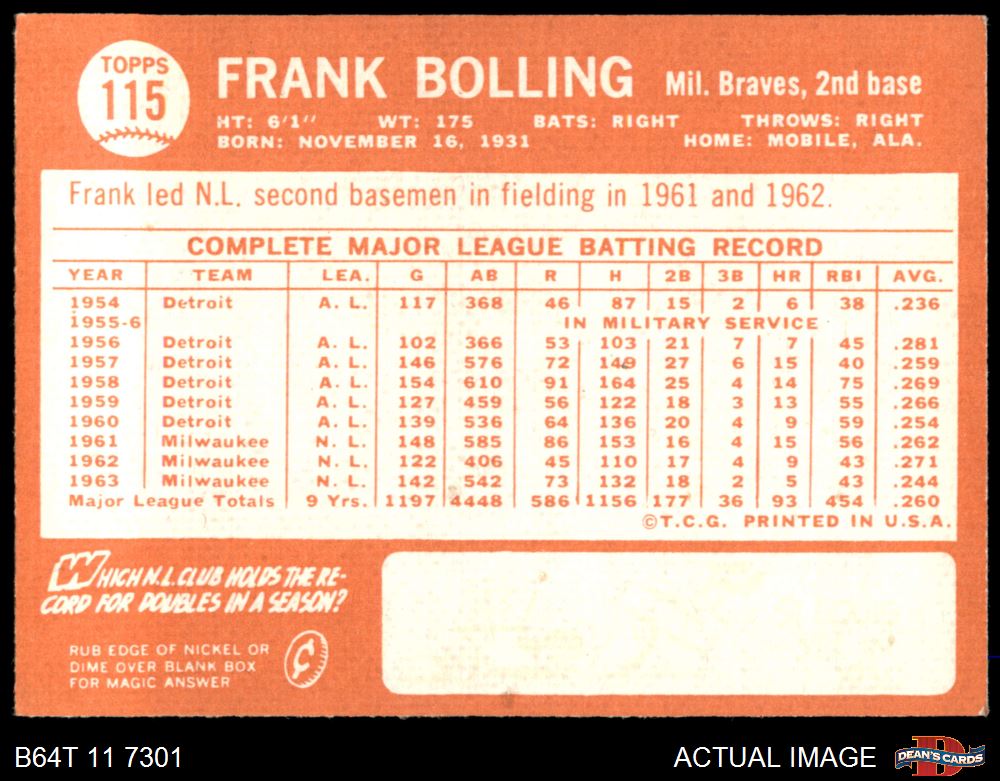 TOPPS
115
FRANK BOLLING Mil. Braves, 2nd base
HT: 6'1" WT: 175 BATS: RIGHT THROWS: RIGHT
BORN: NOVEMBER 16, 1931 HOME: MOBILE, ALA.
Frank led N.L. second basemen in fielding in 1961 and 1962.
COMPLETE MAJOR LEAGUE BATTING RECORD
YEAR TEAM LEA. G AB R H 2B 3B HR RBI AVG.
1954 Detroit A. L. 117 368 46 87 15 2 6 38 .236
1955-6 IN MILITARY SERVICE
1956 Detroit A. L. 102 366 53 103 21 7 7 45 .281
1957 Detroit A. L. 146 576 72 149 27 6 15 40 .259
1958 Detroit A. L. 154 610 91 164 25 4 14 75 .269
1959 Detroit A. L. 127 459 56 122 18 3 13 55 .266
1960 Detroit A. L. 139 536 64 136 20 4 9 59 .254
1961 Milwaukee N. L. 148 585 86 153 16 4 15 56 .262
1962 Milwaukee N. L. 122 406 45 110 17 4 9 43 .271
1963 Milwaukee N. L. 142 542 73 132 18 2 5 43 .244
Major League Totals 9 Yrs. 1197 4448 586 1156 177 36 93 454 .260
©T.C.G. PRINTED IN U.S.A.
WHICH N.L. CLUB HOLDS THE RE-
CORD FOR DOUBLES IN A SEASON?
RUB EDGE OF NICKEL OR
DIME OVER BLANK BOX
FOR MAGIC ANSWER
¢
B64T 11 7301 ACTUAL IMAGE
DEAN'S CARDS